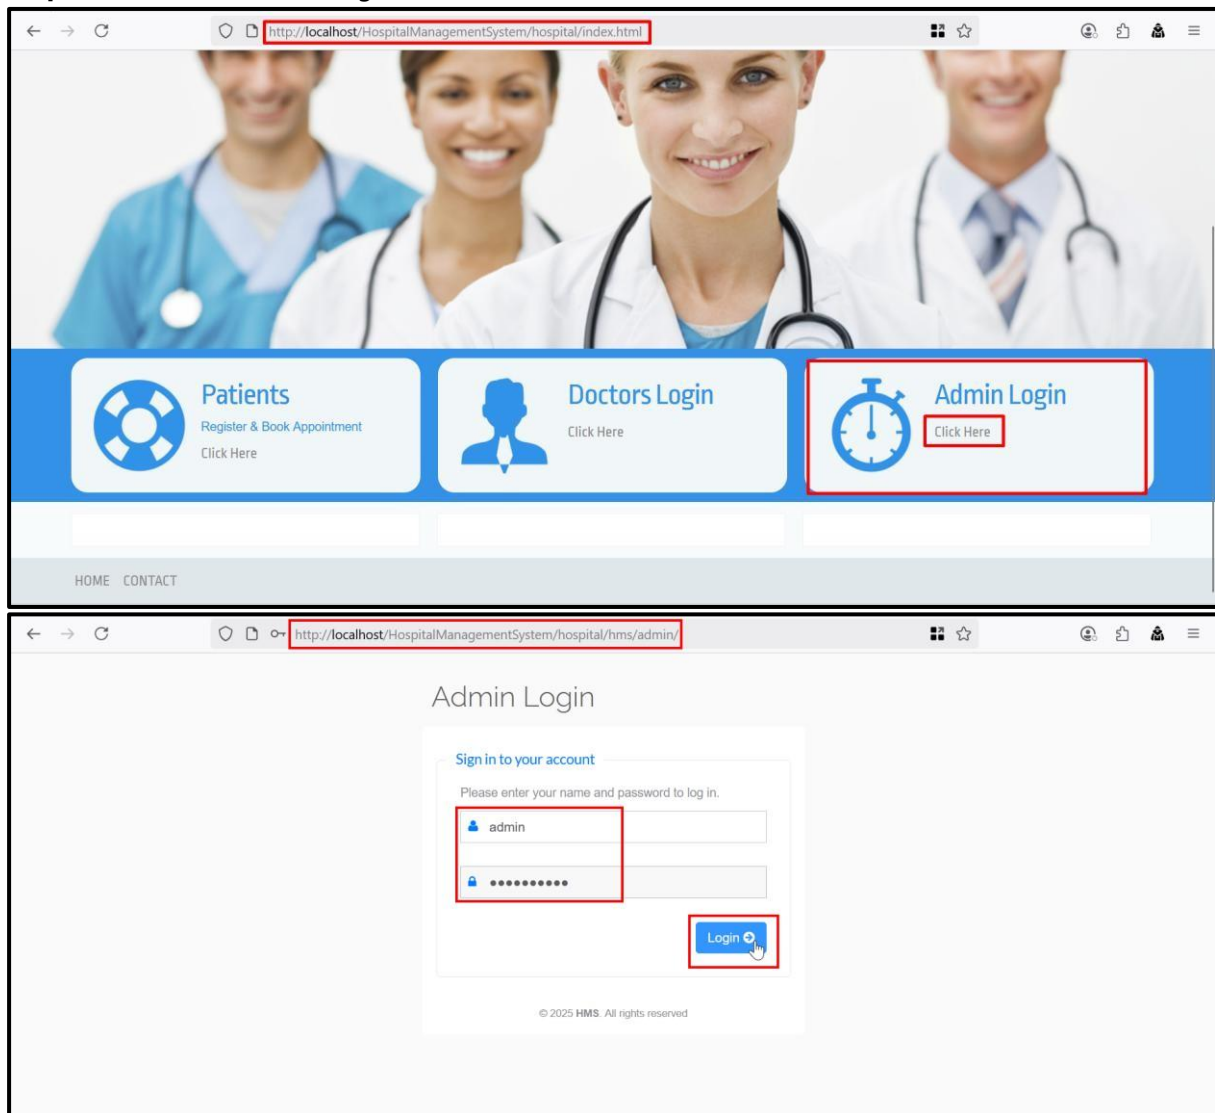 http://localhost/HospitalManagementSystem/hospital/index.html
Patients
Register & Book Appointment
Click Here
Doctors Login
Click Here
Admin Login
Click Here
HOME CONTACT
http://localhost/HospitalManagementSystem/hospital/hms/admin/
Admin Login
Sign in to your account
Please enter your name and password to log in.
admin
••••••••••
Login
© 2025 HMS. All rights reserved